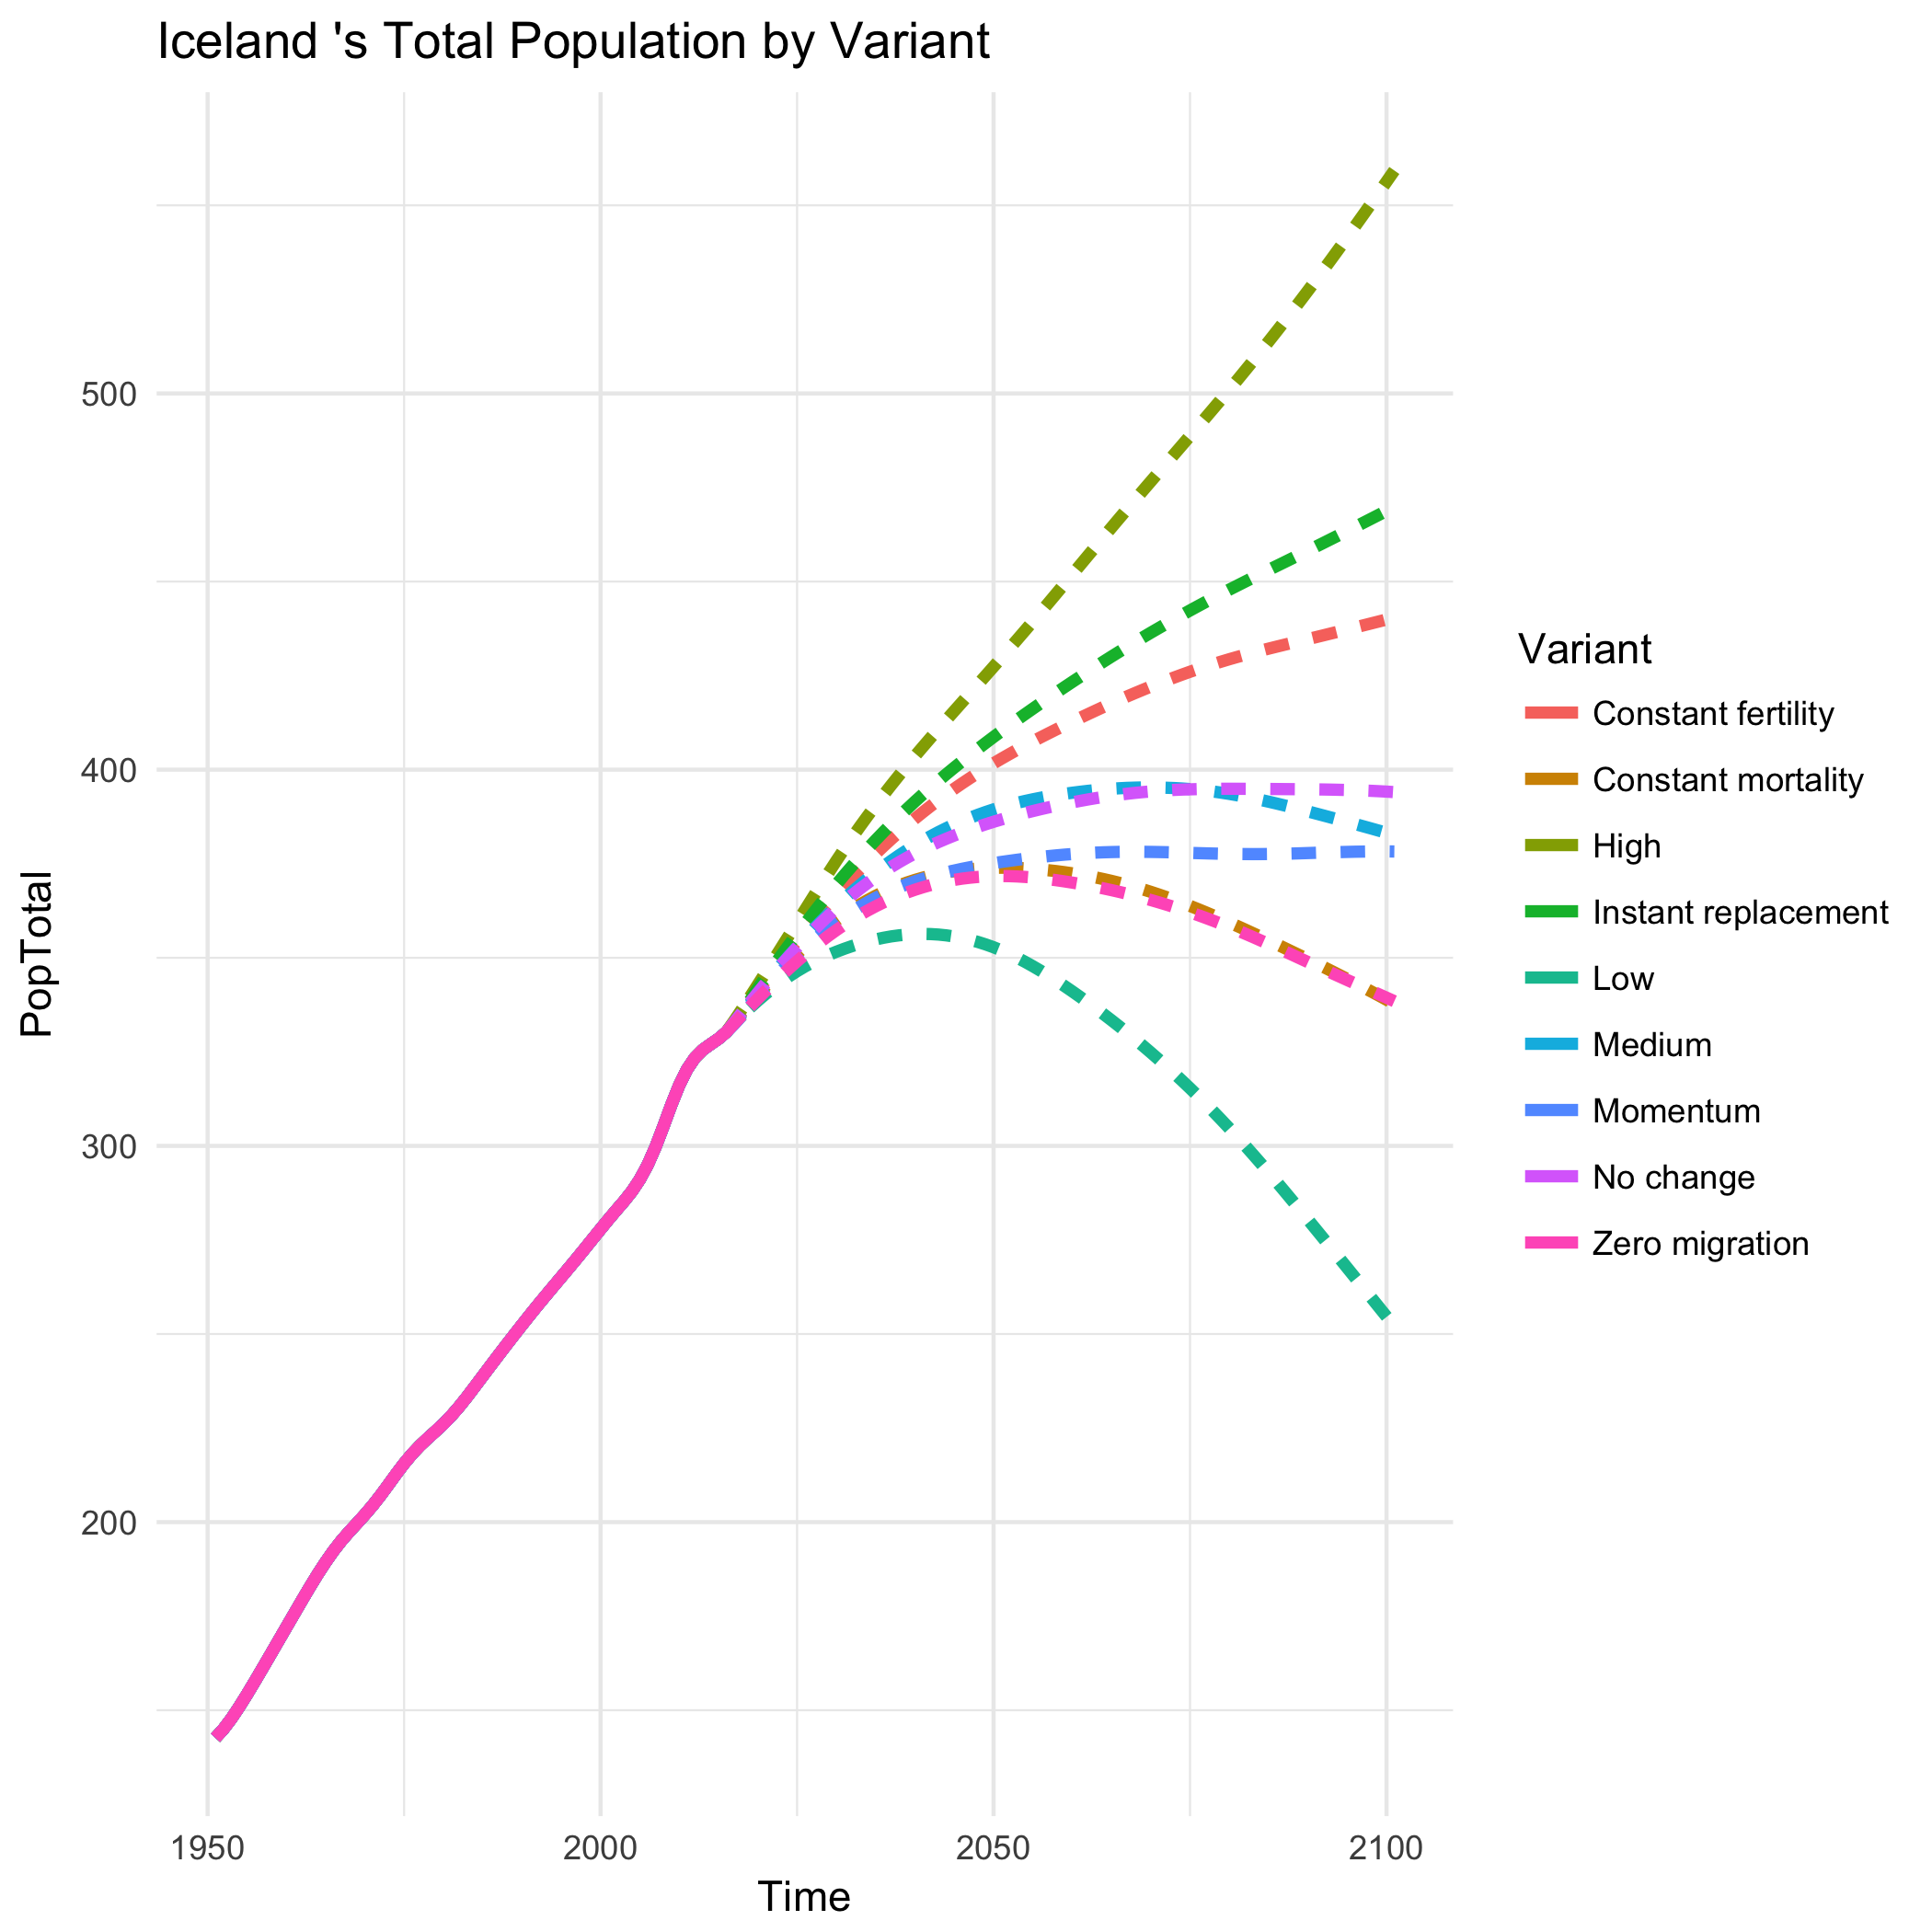 Iceland 's Total Population by Variant
PopTotal
500
400
300
200
1950
2000
2050
2100
Time
Variant
Constant fertility
Constant mortality
High
Instant replacement
Low
Medium
Momentum
No change
Zero migration